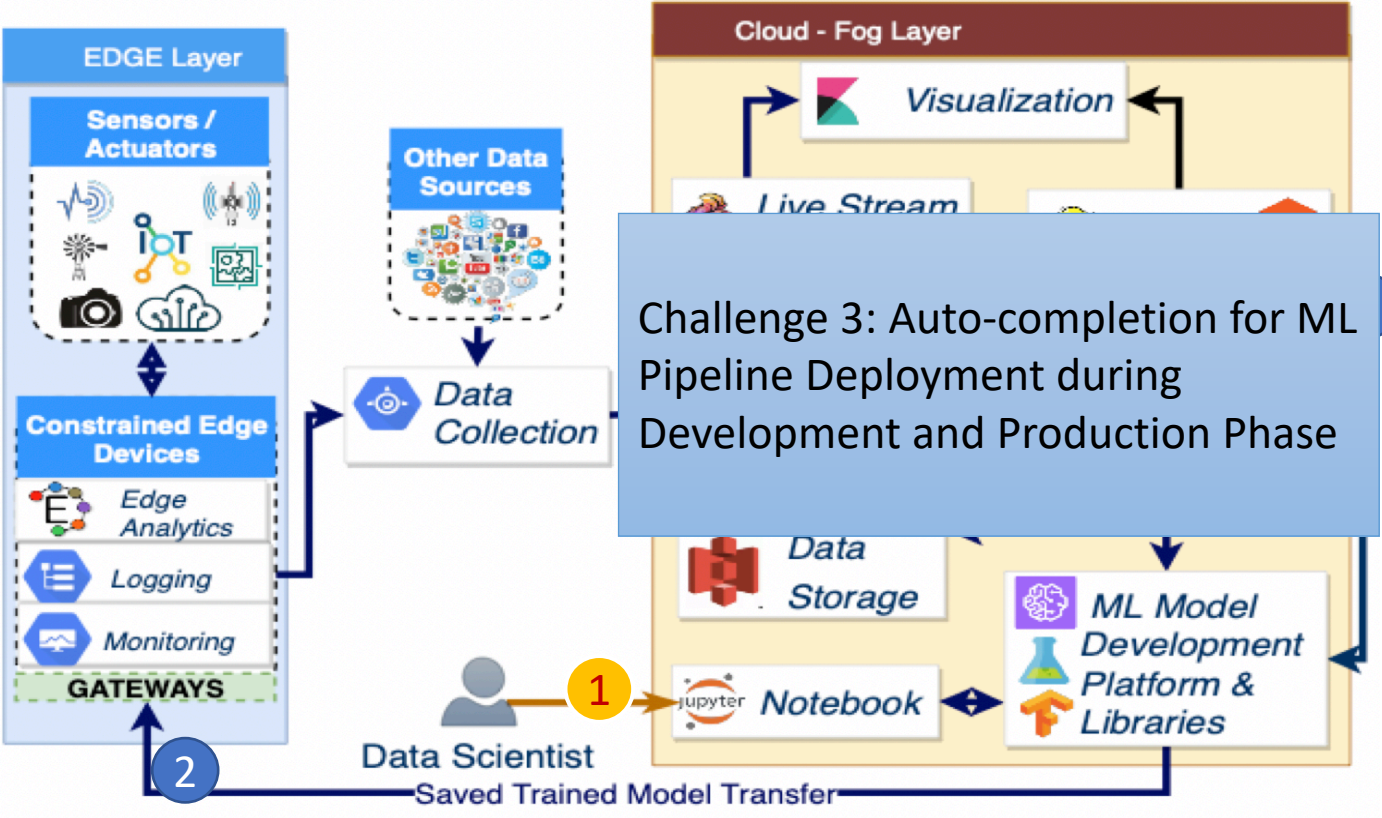 EDGE Layer
Sensors /
Actuators
IoT
Constrained Edge
Devices
Edge
Analytics
Logging
Monitoring
GATEWAYS
2
Other Data
Sources
Data
Collection
Data Scientist
1
Saved Trained Model Transfer
Cloud - Fog Layer
Visualization
Live Stream
Challenge 3: Auto-completion for ML
Pipeline Deployment during
Development and Production Phase
Data
Storage
jupyter
Notebook
ML Model
Development
Platform &
Libraries